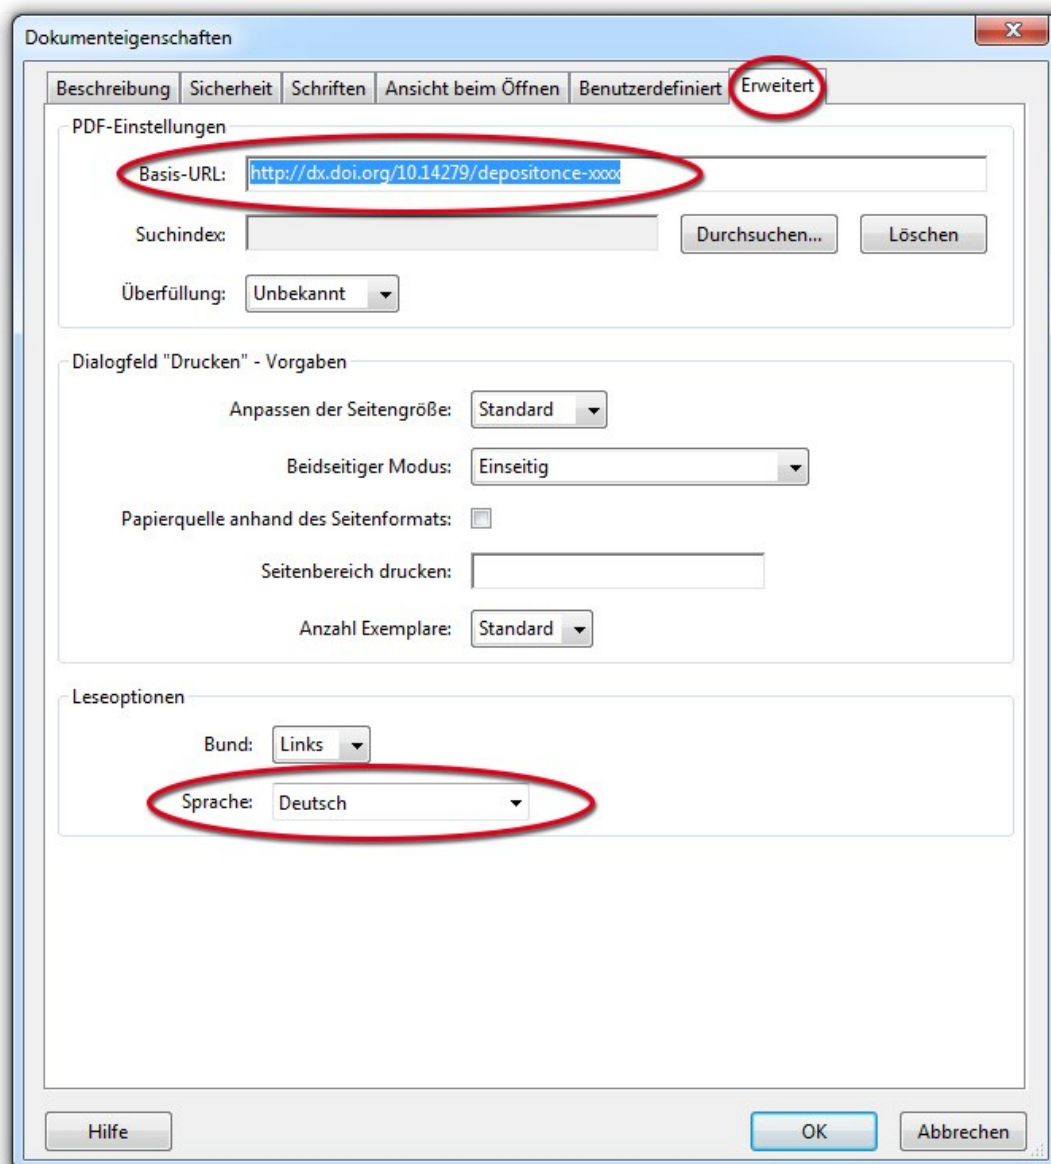 Dokumenteigenschaften
Beschreibung Sicherheit Schriften Ansicht beim Öffnen Benutzerdefiniert Erweitert
PDF-Einstellungen
Basis-URL: http://dx.doi.org/10.14279/depositonce-xxxx
Suchindex: Durchsuchen... Löschen
Überfüllung: Unbekannt
Dialogfeld "Drucken" - Vorgaben
Anpassen der Seitengröße: Standard
Beidseitiger Modus: Einseitig
Papierquelle anhand des Seitenformats:
Seitenbereich drucken:
Anzahl Exemplare: Standard
Leseoptionen
Bund: Links
Sprache: Deutsch
Hilfe OK Abbrechen